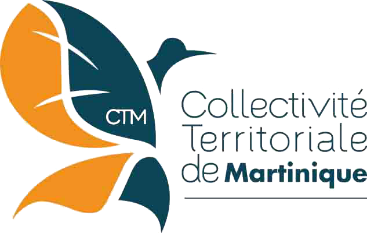 CTM
Collectivité
Territoriale
de Martinique